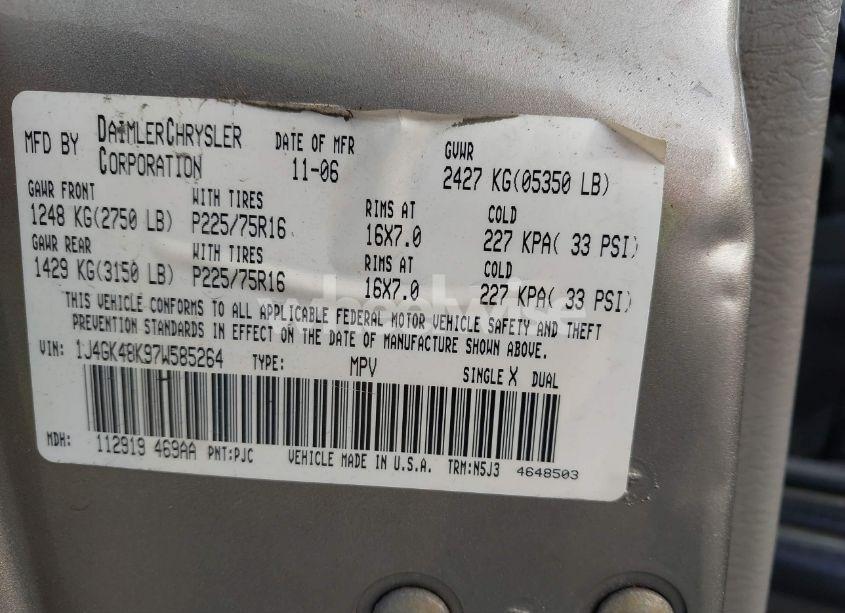 MFD BY DAIMLERCHRYSLER CORPORATION DATE OF MFR 11-06 GVWR 2427 KG(05350 LB)
GAWR FRONT WITH TIRES RIMS AT COLD
1248 KG(2750 LB) P225/75R16 16X7.0 227 KPA( 33 PSI)
GAWR REAR WITH TIRES RIMS AT COLD
1429 KG(3150 LB) P225/75R16 16X7.0 227 KPA( 33 PSI)
THIS VEHICLE CONFORMS TO ALL APPLICABLE FEDERAL MOTOR VEHICLE SAFETY AND THEFT
PREVENTION STANDARDS IN EFFECT ON THE DATE OF MANUFACTURE SHOWN ABOVE.
VIN: 1J4GK48K97W585264 TYPE: MPV SINGLE X DUAL
MDH: 112919 469AA PNT:PJC VEHICLE MADE IN U.S.A. TRM:N5J3 4648503
wheelwise